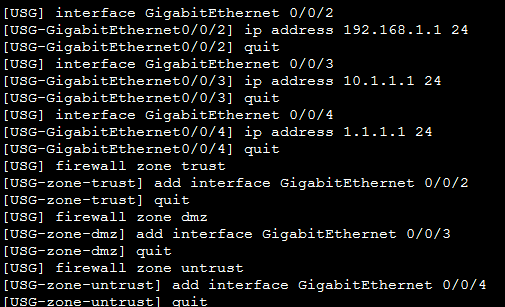 [USG] interface GigabitEthernet 0/0/2
[USG-GigabitEthernet0/0/2] ip address 192.168.1.1 24
[USG-GigabitEthernet0/0/2] quit
[USG] interface GigabitEthernet 0/0/3
[USG-GigabitEthernet0/0/3] ip address 10.1.1.1 24
[USG-GigabitEthernet0/0/3] quit
[USG] interface GigabitEthernet 0/0/4
[USG-GigabitEthernet0/0/4] ip address 1.1.1.1 24
[USG-GigabitEthernet0/0/4] quit
[USG] firewall zone trust
[USG-zone-trust] add interface GigabitEthernet 0/0/2
[USG-zone-trust] quit
[USG] firewall zone dmz
[USG-zone-dmz] add interface GigabitEthernet 0/0/3
[USG-zone-dmz] quit
[USG] firewall zone untrust
[USG-zone-untrust] add interface GigabitEthernet 0/0/4
[USG-zone-untrust] quit